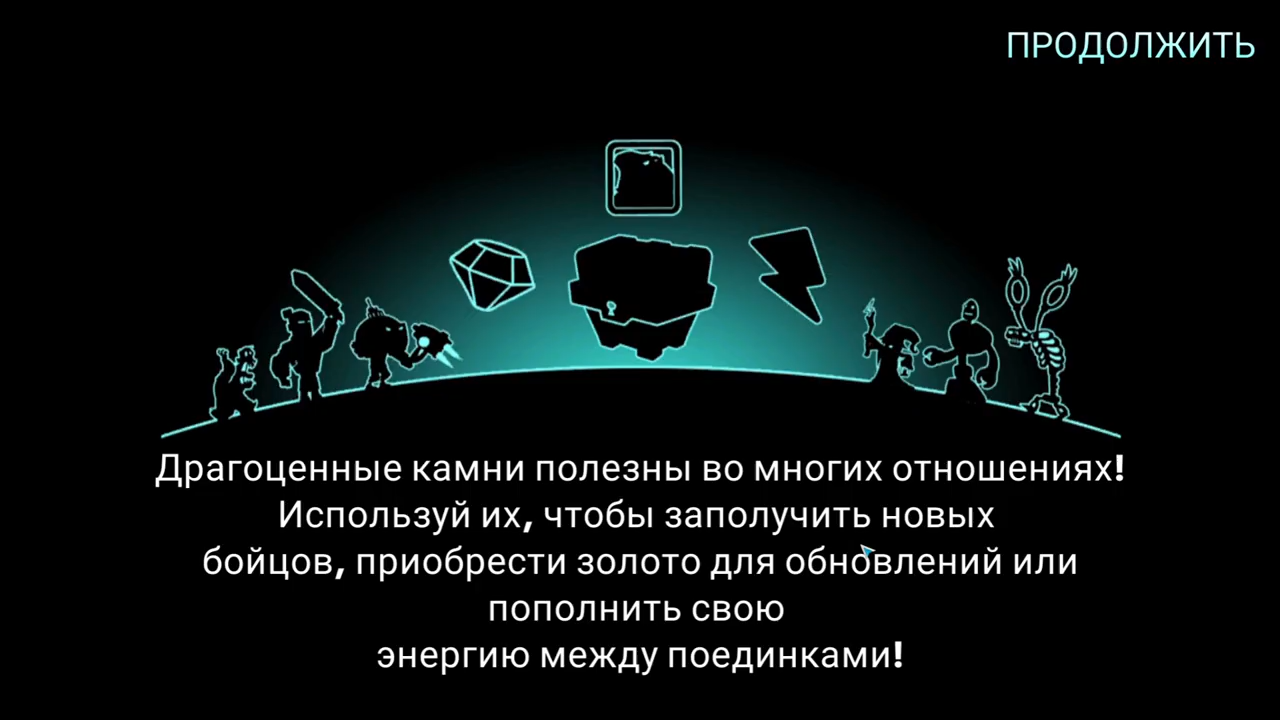 ПРОДОЛЖИТЬ
Драгоценные камни полезны во многих отношениях!
Используй их, чтобы заполучить новых
бойцов, приобрести золото для обновлений или
пополнить свою
энергию между поединками!